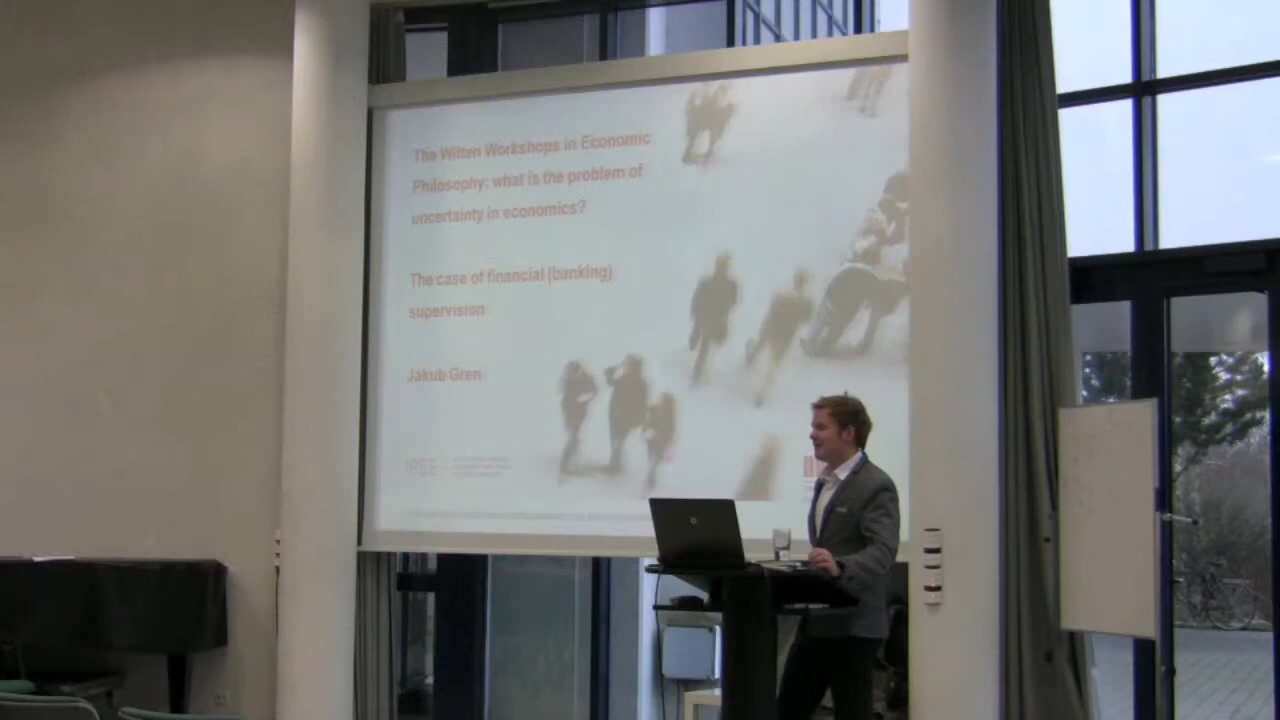 The Witten Workshops in Economic
Philosophy: what is the problem of
uncertainty in economics?
The case of financial (banking)
supervision
Jakub Gren